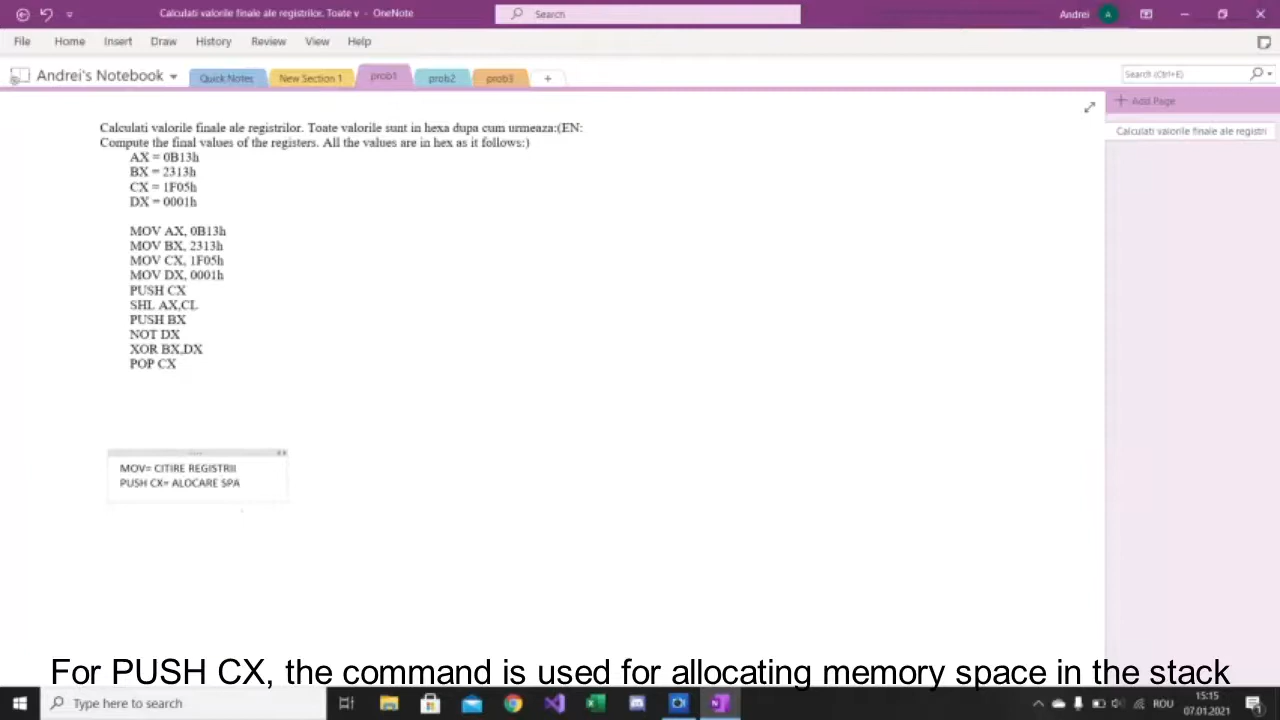 Calculati valorile finale ale registrilor. Toate v - OneNote
Search
Andrei
A
File Home Insert Draw History Review View Help
Andrei's Notebook
Quick Notes
New Section 1
prob1
prob2
prob3
+
Search (Ctrl+E)
Add Page
Calculati valorile finale ale registri
Calculati valorile finale ale registrilor. Toate valorile sunt in hexa dupa cum urmeaza:(EN:
Compute the final values of the registers. All the values are in hex as it follows:)
AX = 0B13h
BX = 2313h
CX = 1F05h
DX = 0001h
MOV AX, 0B13h
MOV BX, 2313h
MOV CX, 1F05h
MOV DX, 0001h
PUSH CX
SHL AX,CL
PUSH BX
NOT DX
XOR BX,DX
POP CX
MOV= CITIRE REGISTRII
PUSH CX= ALOCARE SPA
For PUSH CX, the command is used for allocating memory space in the stack
Type here to search
ROU
15:15
07.01.2021
1